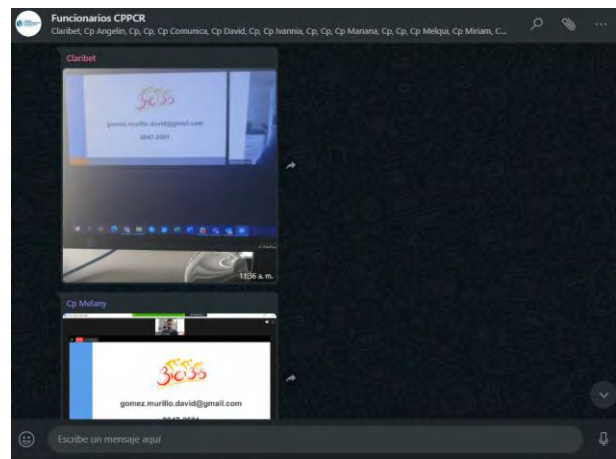 Funcionarios CPPCR
Claribet, Cp Angelin, Cp, Cp, Cp Comunica, Cp David, Cp, Cp Ivannia, Cp, Cp, Cp Mariana, Cp, Cp, Cp Melqui, Cp Miriam, C...
Claribet
gomez.murillo.david@gmail.com
11:36 a. m.
Cp Melany
gomez.murillo.david@gmail.com
Escribe un mensaje aquí